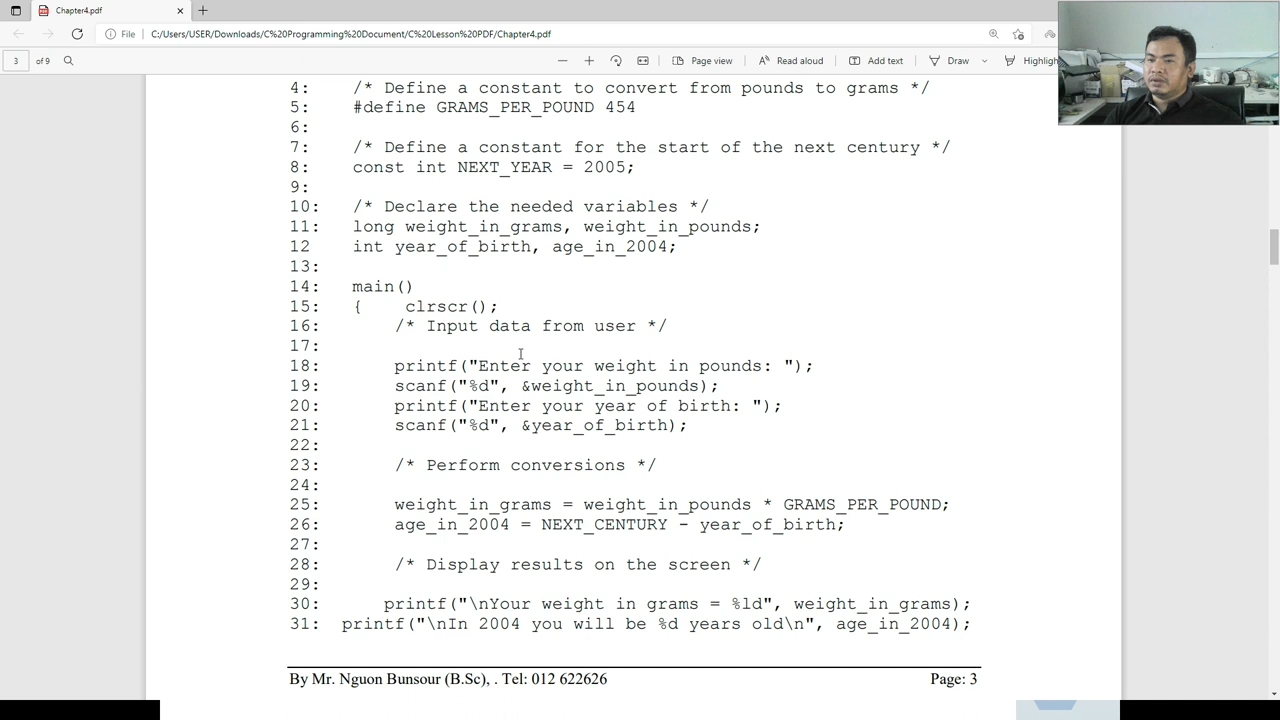 Chapter4.pdf
File
C:/Users/USER/Downloads/C%20Programming%20Document/C%20Lesson%20PDF/Chapter4.pdf
3 of 9
Page view
Read aloud
Add text
Draw
Highligh
4: /* Define a constant to convert from pounds to grams */
5: #define GRAMS_PER_POUND 454
6:
7: /* Define a constant for the start of the next century */
8: const int NEXT_YEAR = 2005;
9:
10: /* Declare the needed variables */
11: long weight_in_grams, weight_in_pounds;
12 int year_of_birth, age_in_2004;
13:
14: main()
15: { clrscr();
16: /* Input data from user */
17:
18: printf("Enter your weight in pounds: ");
19: scanf("%d", &weight_in_pounds);
20: printf("Enter your year of birth: ");
21: scanf("%d", &year_of_birth);
22:
23: /* Perform conversions */
24:
25: weight_in_grams = weight_in_pounds * GRAMS_PER_POUND;
26: age_in_2004 = NEXT_CENTURY - year_of_birth;
27:
28: /* Display results on the screen */
29:
30: printf("\nYour weight in grams = %ld", weight_in_grams);
31: printf("\nIn 2004 you will be %d years old\n", age_in_2004);
By Mr. Nguon Bunsour (B.Sc), . Tel: 012 622626
Page: 3